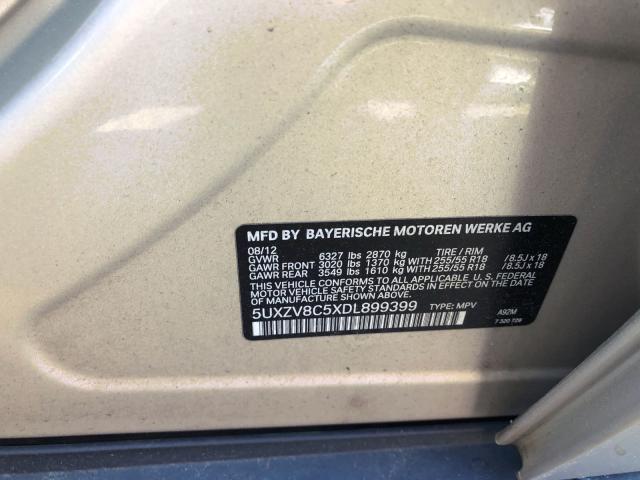 MFD BY BAYERISCHE MOTOREN WERKE AG
08/12
GVWR 6327 lbs 2870 kg TIRE / RIM
GAWR FRONT 3020 lbs 1370 kg WITH 255/55 R18 /8.5J x 18
GAWR REAR 3549 lbs 1610 kg WITH 255/55 R18 /8.5J x 18
THIS VEHICLE CONFORMS TO ALL APPLICABLE U. S. FEDERAL
MOTOR VEHICLE SAFETY STANDARDS IN EFFECT ON THE DATE
OF MANUFACTURE SHOWN ABOVE.
5UXZV8C5XDL899399 TYPE: MPV A92M
7 320 729